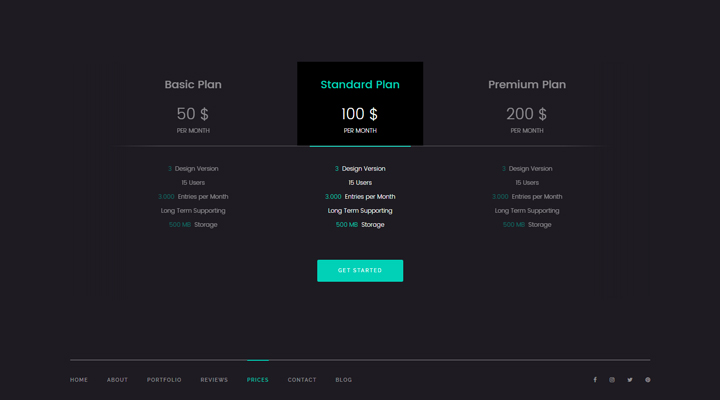 Basic Plan
50 $
PER MONTH
3 Design Version
15 Users
3.000 Entries per Month
Long Term Supporting
500 MB Storage
Standard Plan
100 $
PER MONTH
3 Design Version
15 Users
3.000 Entries per Month
Long Term Supporting
500 MB Storage
GET STARTED
Premium Plan
200 $
PER MONTH
3 Design Version
15 Users
3.000 Entries per Month
Long Term Supporting
500 MB Storage
HOME ABOUT PORTFOLIO REVIEWS PRICES CONTACT BLOG